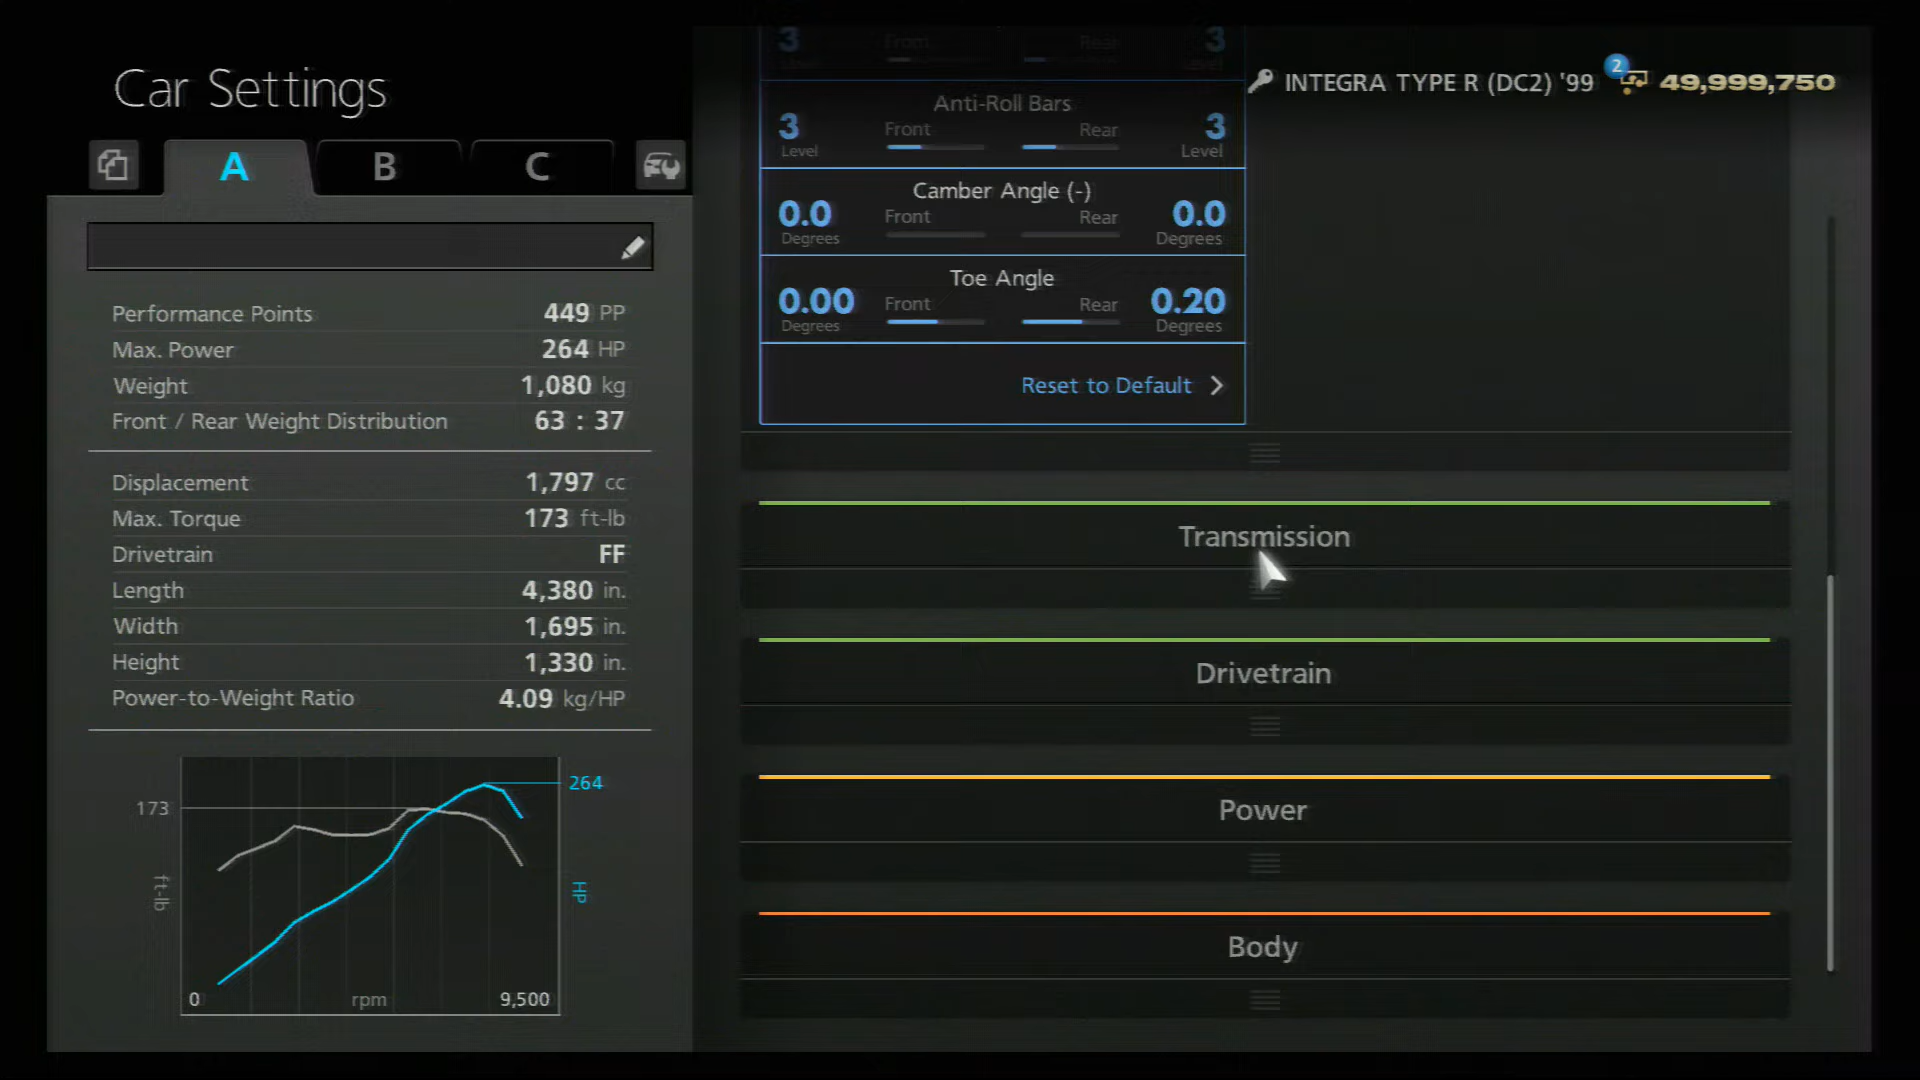 Car Settings
A
B
C
Performance Points 449 PP
Max. Power 264 HP
Weight 1,080 kg
Front / Rear Weight Distribution 63 : 37
Displacement 1,797 cc
Max. Torque 173 ft-lb
Drivetrain FF
Length 4,380 in.
Width 1,695 in.
Height 1,330 in.
Power-to-Weight Ratio 4.09 kg/HP
264
173
ft-lb
HP
0 rpm 9,500
INTEGRA TYPE R (DC2) '99 2 49,999,750
3 Front Rear 3
Level Level
Anti-Roll Bars
3 Front Rear 3
Level Level
Camber Angle (-)
0.0 Front Rear 0.0
Degrees Degrees
Toe Angle
0.00 Front Rear 0.20
Degrees Degrees
Reset to Default
Transmission
Drivetrain
Power
Body